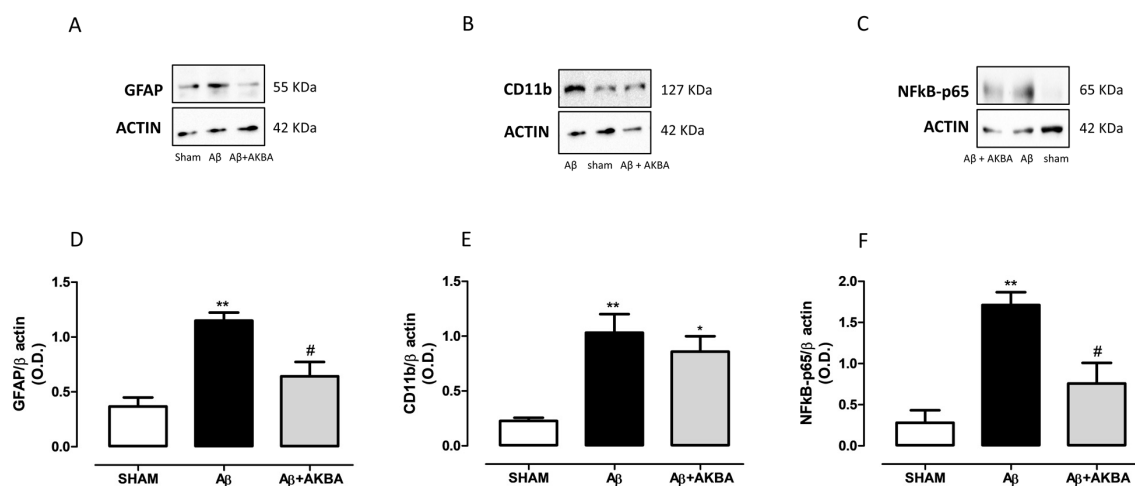 A
GFAP
55 KDa
ACTIN
42 KDa
Sham Aβ Aβ+AKBA
B
CD11b
127 KDa
ACTIN
42 KDa
Aβ sham Aβ + AKBA
C
NFkB-p65
65 KDa
ACTIN
42 KDa
Aβ + AKBA Aβ sham
D
GFAP/β actin
(O.D.)
1.5
1.0
0.5
0.0
**
#
SHAM Aβ Aβ+AKBA
E
CD11b/β actin
(O.D.)
1.5
1.0
0.5
0.0
**
*
SHAM Aβ Aβ+AKBA
F
NFkB-p65/β actin
(O.D.)
2.0
1.5
1.0
0.5
0.0
**
#
SHAM Aβ Aβ+AKBA